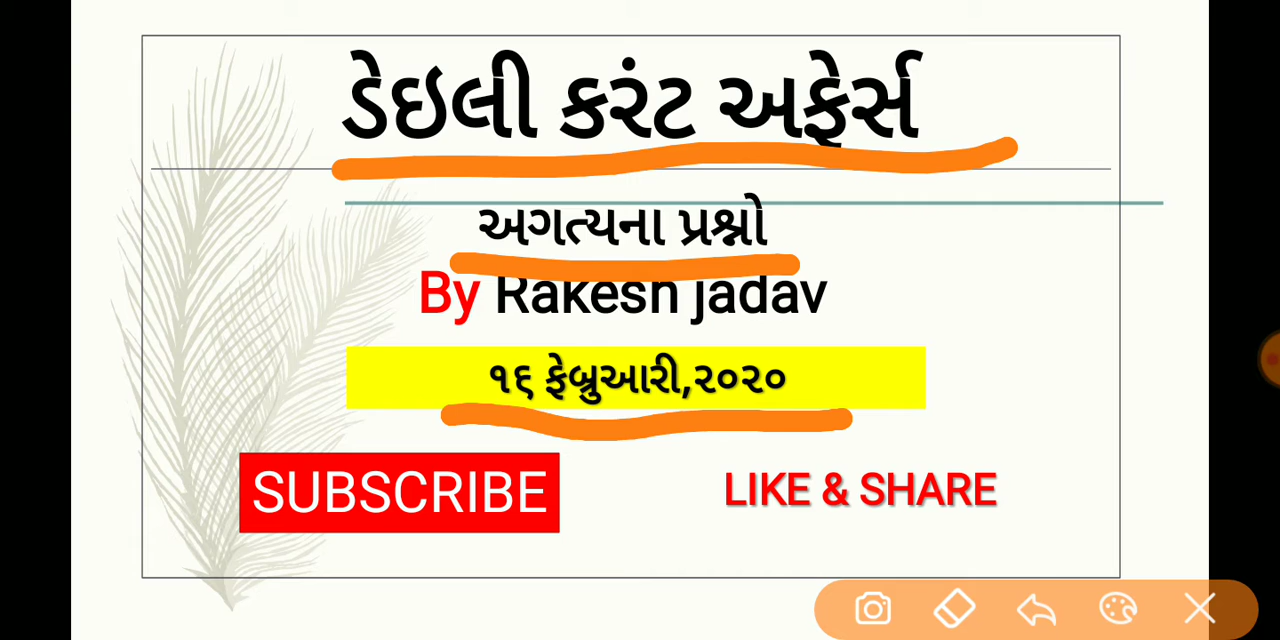 ડેઇલી કરંટ અફેર્સ
અગત્યના પ્રશ્નો
By Rakesh jadav
૧૬ ફેબ્રુઆરી,૨૦૨૦
SUBSCRIBE
LIKE & SHARE